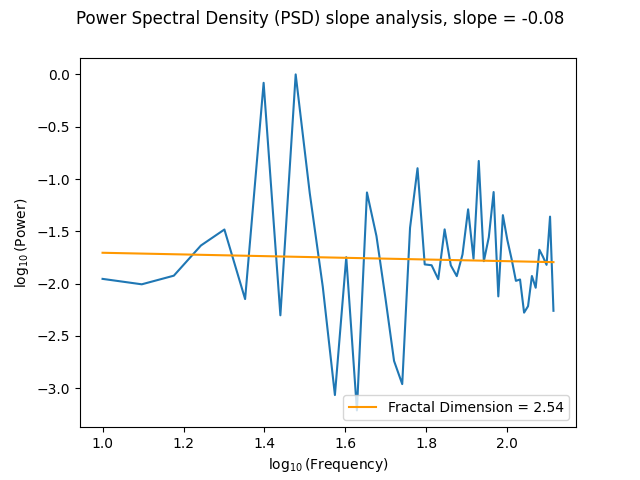 Power Spectral Density (PSD) slope analysis, slope = -0.08
log10(Power)
0.0
−0.5
−1.0
−1.5
−2.0
−2.5
−3.0
Fractal Dimension = 2.54
1.0 1.2 1.4 1.6 1.8 2.0
log10(Frequency)